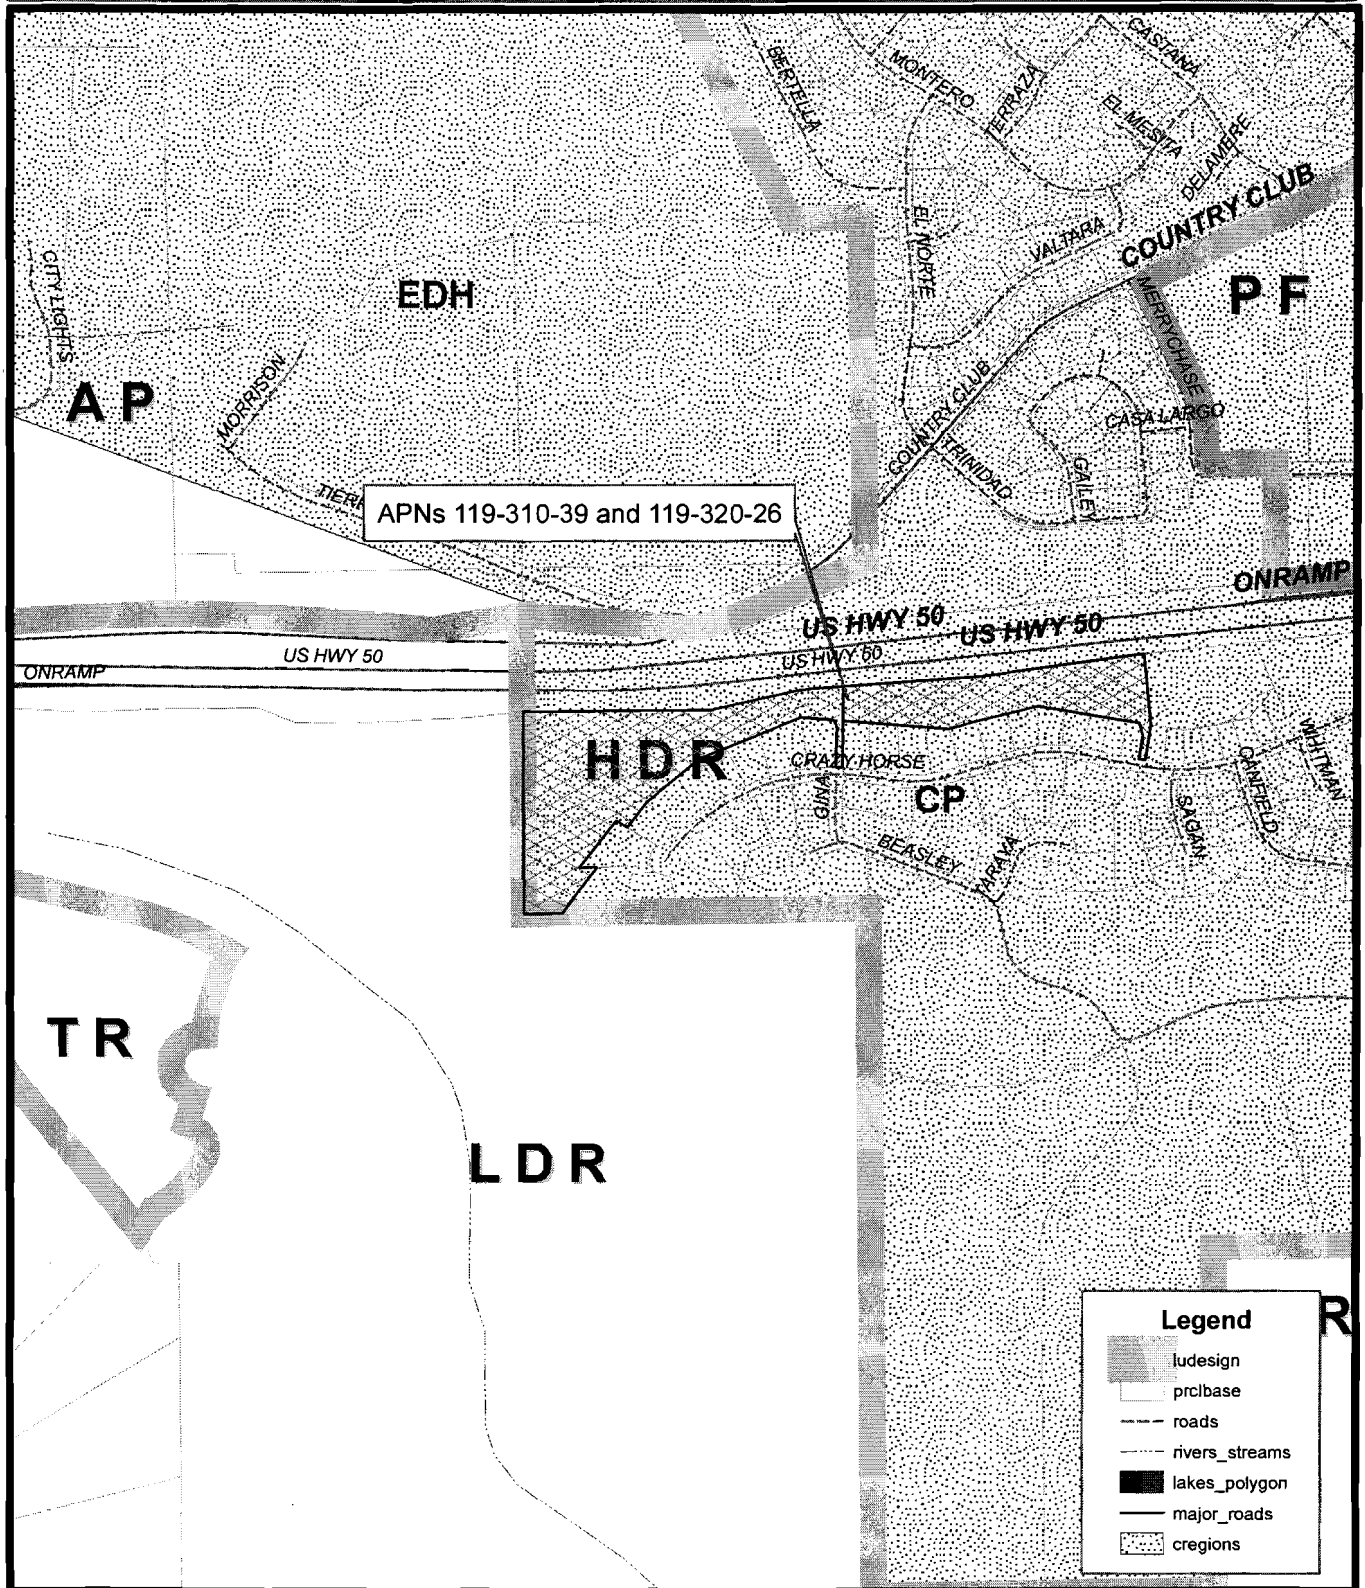 BERTELLA
MONTERO
TERRAZA
CASTANA
EL MESITA
DELAMERE
COUNTRY CLUB
EL NORTE
VALTARA
PF
MERRYCHASE
CITY LIGHTS
EDH
AP
MORRISON
COUNTRY CLUB
TRINIDAD
CASA LARGO
GAILEY
TIERR
APNs 119-310-39 and 119-320-26
ONRAMP
US HWY 50
US HWY 50
US HWY 50
US HWY 50
ONRAMP
HDR
CRAZY HORSE
GINA
CP
BEASLEY
TARAYA
SAGAN
CANFIELD
WHITMAN
TR
LDR
R
Legend
ludesign
prclbase
roads
rivers_streams
lakes_polygon
major_roads
cregions